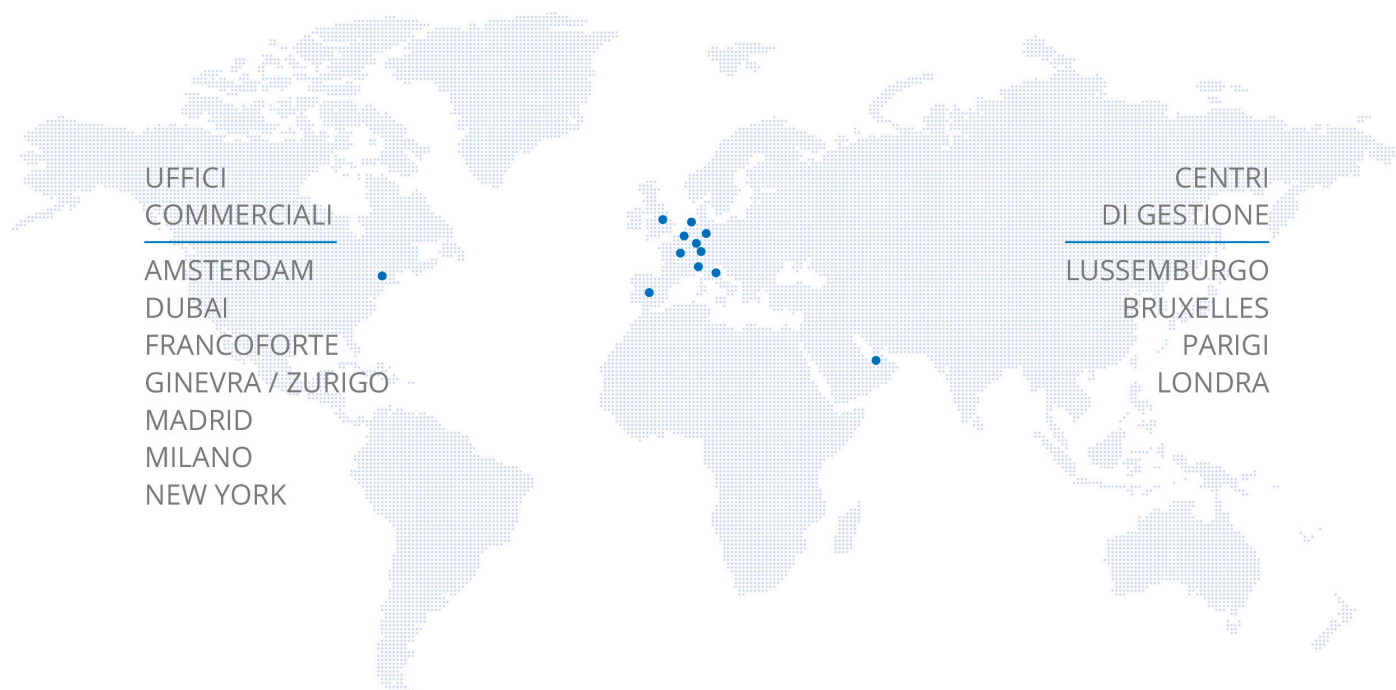 UFFICI
COMMERCIALI
AMSTERDAM
DUBAI
FRANCOFORTE
GINEVRA / ZURIGO
MADRID
MILANO
NEW YORK
CENTRI
DI GESTIONE
LUSSEMBURGO
BRUXELLES
PARIGI
LONDRA